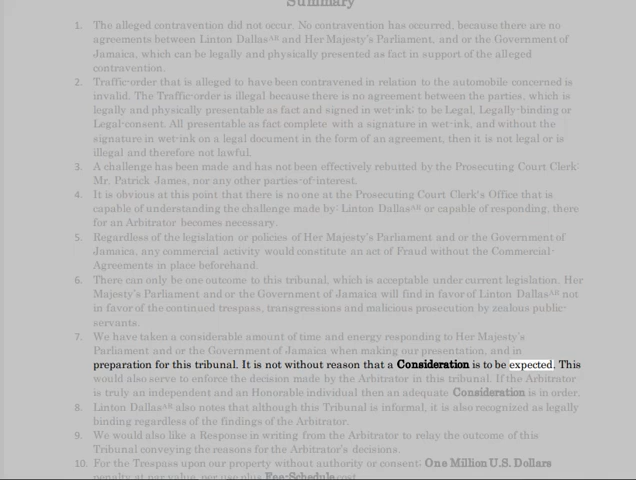 Summary
1. The alleged contravention did not occur. No contravention has occurred, because there are no
agreements between Linton Dallasᴬᴿ and Her Majesty's Parliament, and or the Government of
Jamaica, which can be legally and physically presented as fact in support of the alleged
contravention.
2. Traffic-order that is alleged to have been contravened in relation to the automobile concerned is
invalid. The Traffic-order is illegal because there is no agreement between the parties, which is
legally and physically presentable as fact and signed in wet-ink; to be Legal, Legally-binding or
Legal-consent. All presentable as fact complete with a signature in wet-ink, and without the
signature in wet-ink on a legal document in the form of an agreement, then it is not legal or is
illegal and therefore not lawful.
3. A challenge has been made and has not been effectively rebutted by the Prosecuting Court Clerk:
Mr. Patrick James, nor any other parties-of-interest.
4. It is obvious at this point that there is no one at the Prosecuting Court Clerk's Office that is
capable of understanding the challenge made by: Linton Dallasᴬᴿ or capable of responding, there
for an Arbitrator becomes necessary.
5. Regardless of the legislation or policies of Her Majesty's Parliament and or the Government of
Jamaica, any commercial activity would constitute an act of Fraud without the Commercial-
Agreements in place beforehand.
6. There can only be one outcome to this tribunal, which is acceptable under current legislation, Her
Majesty's Parliament and or the Government of Jamaica will find in favor of Linton Dallasᴬᴿ not
in favor of the continued trespass, transgressions and malicious prosecution by zealous public-
servants.
7. We have taken a considerable amount of time and energy responding to Her Majesty's
Parliament and or the Government of Jamaica when making our presentation, and in
preparation for this tribunal. It is not without reason that a Consideration is to be expected. This
would also serve to enforce the decision made by the Arbitrator in this tribunal. If the Arbitrator
is truly an independent and an Honorable individual then an adequate Consideration is in order.
8. Linton Dallasᴬᴿ also notes that although this Tribunal is informal, it is also recognized as legally
binding regardless of the findings of the Arbitrator.
9. We would also like a Response in writing from the Arbitrator to relay the outcome of this
Tribunal conveying the reasons for the Arbitrator's decisions.
10. For the Trespass upon our property without authority or consent: One Million U.S. Dollars
penalty at par value, per use plus Fee-Schedule cost